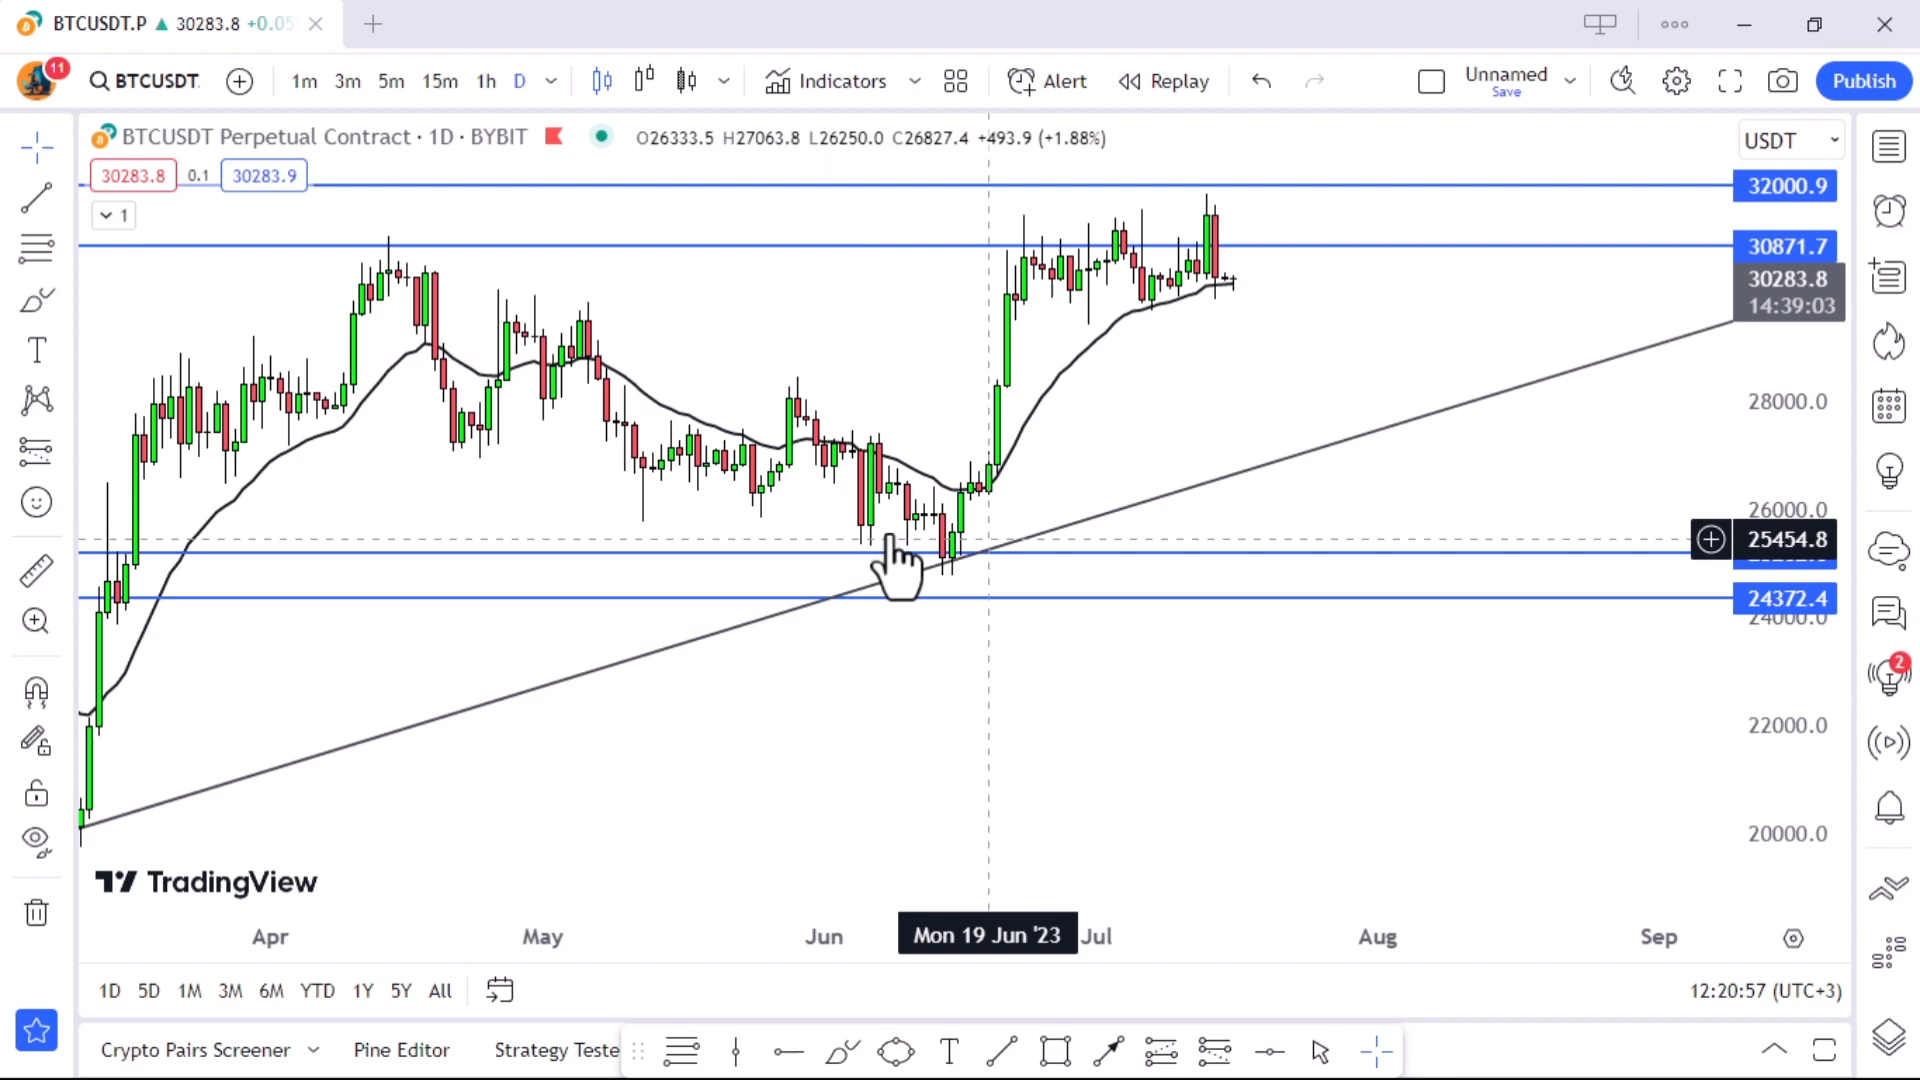 BTCUSDT.P ▲ 30283.8 +0.05
11
BTCUSDT.
1m 3m 5m 15m 1h D
Indicators
Alert
Replay
Unnamed
Save
Publish
BTCUSDT Perpetual Contract · 1D · BYBIT
O26333.5 H27063.8 L26250.0 C26827.4 +493.9 (+1.88%)
USDT
30283.8 0.1 30283.9
1
32000.9
30871.7
30283.8
14:39:03
28000.0
26000.0
25454.8
24372.4
24000.0
22000.0
20000.0
2
TradingView
Apr May Jun Mon 19 Jun '23 Jul Aug Sep
1D 5D 1M 3M 6M YTD 1Y 5Y All
12:20:57 (UTC+3)
Crypto Pairs Screener Pine Editor Strategy Teste